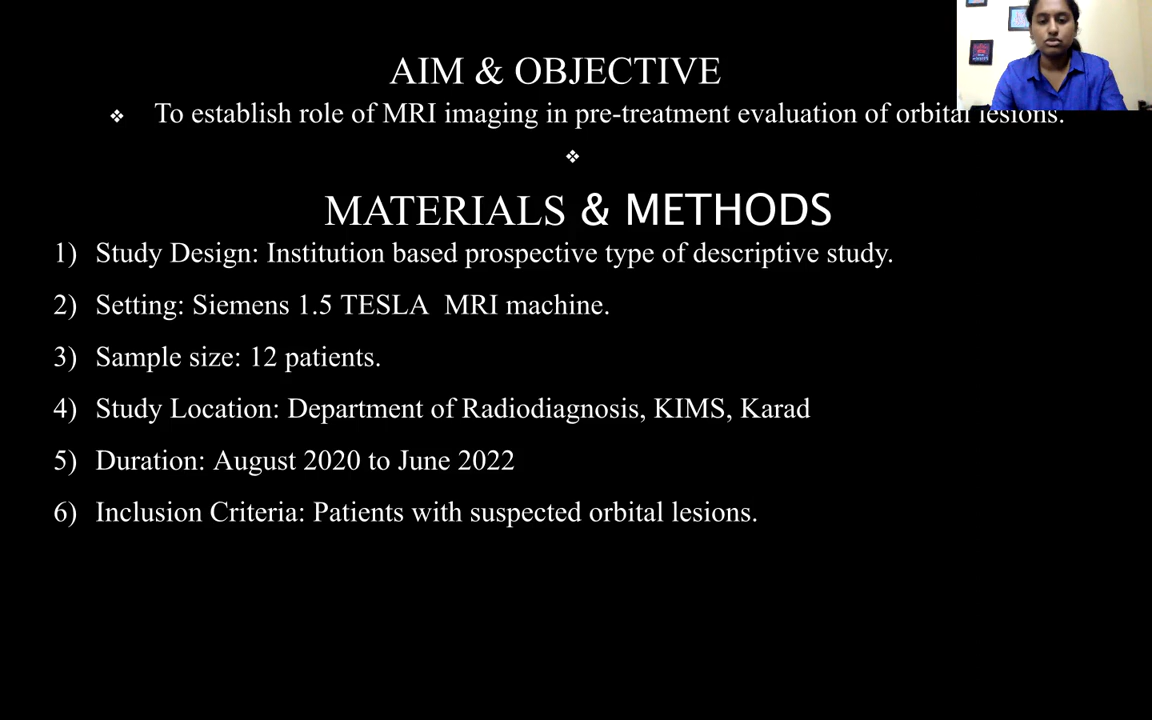 AIM & OBJECTIVE
❖ To establish role of MRI imaging in pre-treatment evaluation of orbital lesions.
❖
MATERIALS & METHODS
1) Study Design: Institution based prospective type of descriptive study.
2) Setting: Siemens 1.5 TESLA MRI machine.
3) Sample size: 12 patients.
4) Study Location: Department of Radiodiagnosis, KIMS, Karad
5) Duration: August 2020 to June 2022
6) Inclusion Criteria: Patients with suspected orbital lesions.